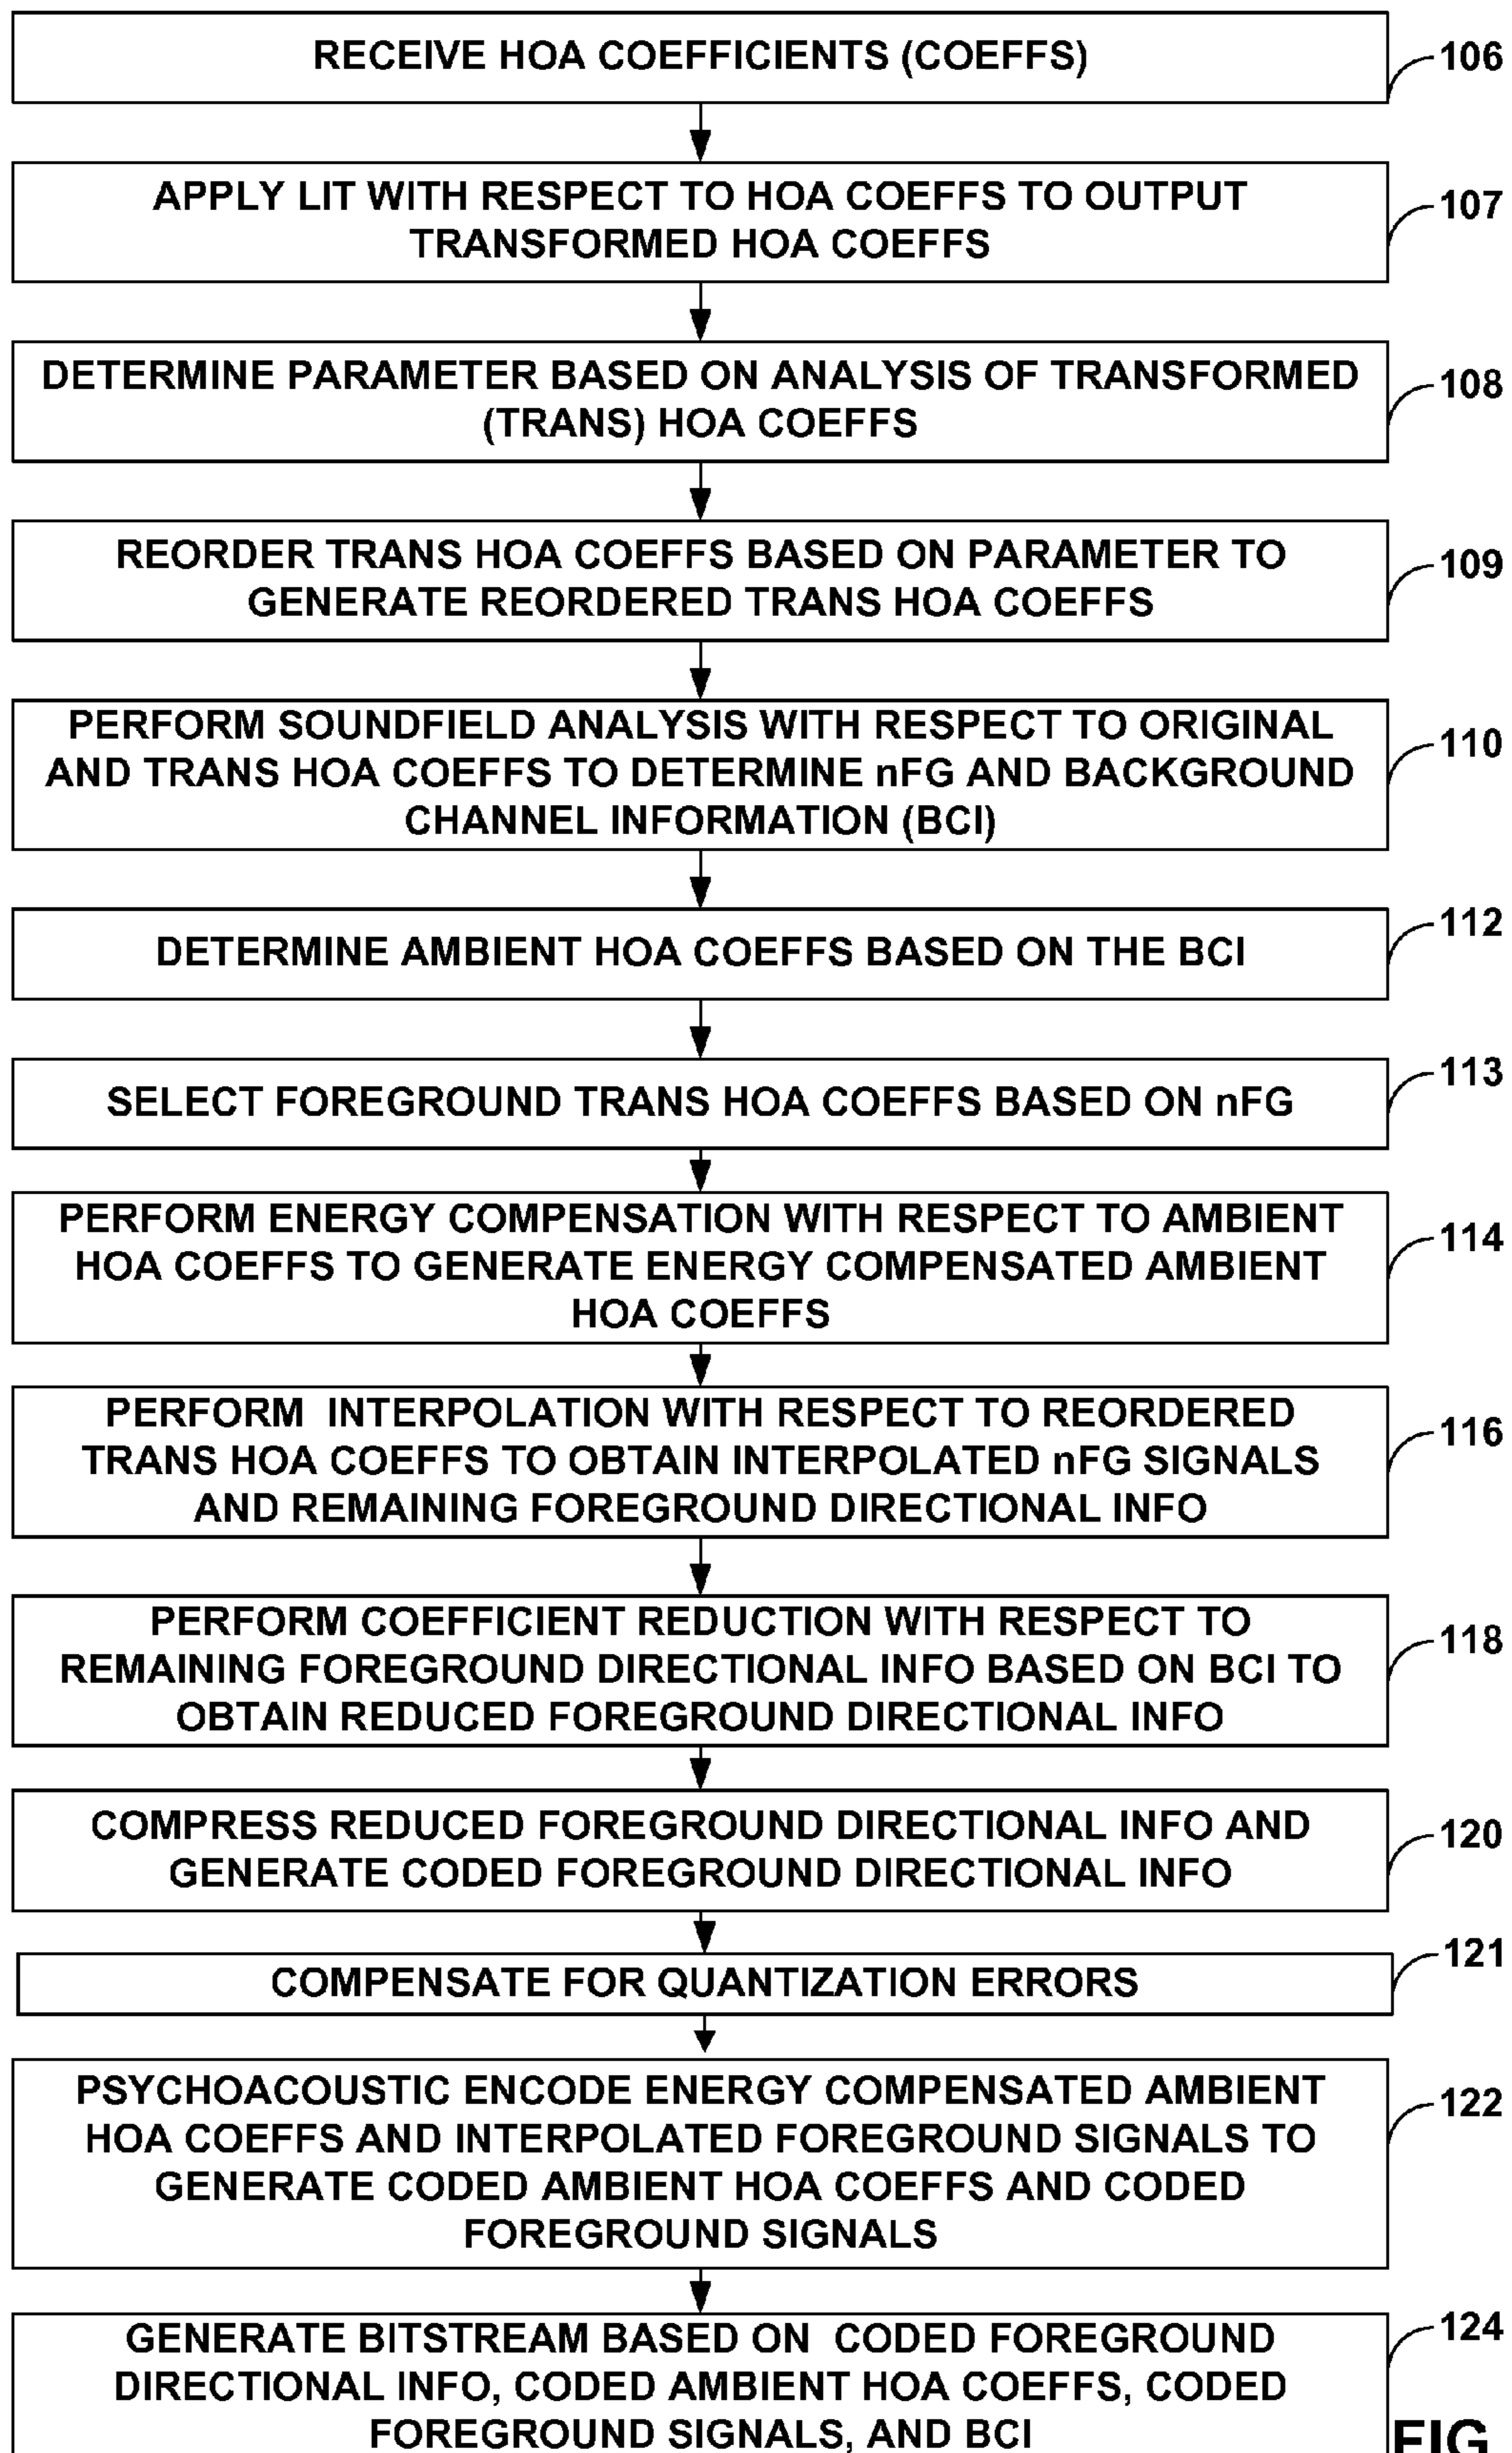 RECEIVE HOA COEFFICIENTS (COEFFS)
106
APPLY LIT WITH RESPECT TO HOA COEFFS TO OUTPUT
TRANSFORMED HOA COEFFS
107
DETERMINE PARAMETER BASED ON ANALYSIS OF TRANSFORMED
(TRANS) HOA COEFFS
108
REORDER TRANS HOA COEFFS BASED ON PARAMETER TO
GENERATE REORDERED TRANS HOA COEFFS
109
PERFORM SOUNDFIELD ANALYSIS WITH RESPECT TO ORIGINAL
AND TRANS HOA COEFFS TO DETERMINE nFG AND BACKGROUND
CHANNEL INFORMATION (BCI)
110
DETERMINE AMBIENT HOA COEFFS BASED ON THE BCI
112
SELECT FOREGROUND TRANS HOA COEFFS BASED ON nFG
113
PERFORM ENERGY COMPENSATION WITH RESPECT TO AMBIENT
HOA COEFFS TO GENERATE ENERGY COMPENSATED AMBIENT
HOA COEFFS
114
PERFORM INTERPOLATION WITH RESPECT TO REORDERED
TRANS HOA COEFFS TO OBTAIN INTERPOLATED nFG SIGNALS
AND REMAINING FOREGROUND DIRECTIONAL INFO
116
PERFORM COEFFICIENT REDUCTION WITH RESPECT TO
REMAINING FOREGROUND DIRECTIONAL INFO BASED ON BCI TO
OBTAIN REDUCED FOREGROUND DIRECTIONAL INFO
118
COMPRESS REDUCED FOREGROUND DIRECTIONAL INFO AND
GENERATE CODED FOREGROUND DIRECTIONAL INFO
120
COMPENSATE FOR QUANTIZATION ERRORS
121
PSYCHOACOUSTIC ENCODE ENERGY COMPENSATED AMBIENT
HOA COEFFS AND INTERPOLATED FOREGROUND SIGNALS TO
GENERATE CODED AMBIENT HOA COEFFS AND CODED
FOREGROUND SIGNALS
122
GENERATE BITSTREAM BASED ON CODED FOREGROUND
DIRECTIONAL INFO, CODED AMBIENT HOA COEFFS, CODED
FOREGROUND SIGNALS, AND BCI
124
FIG